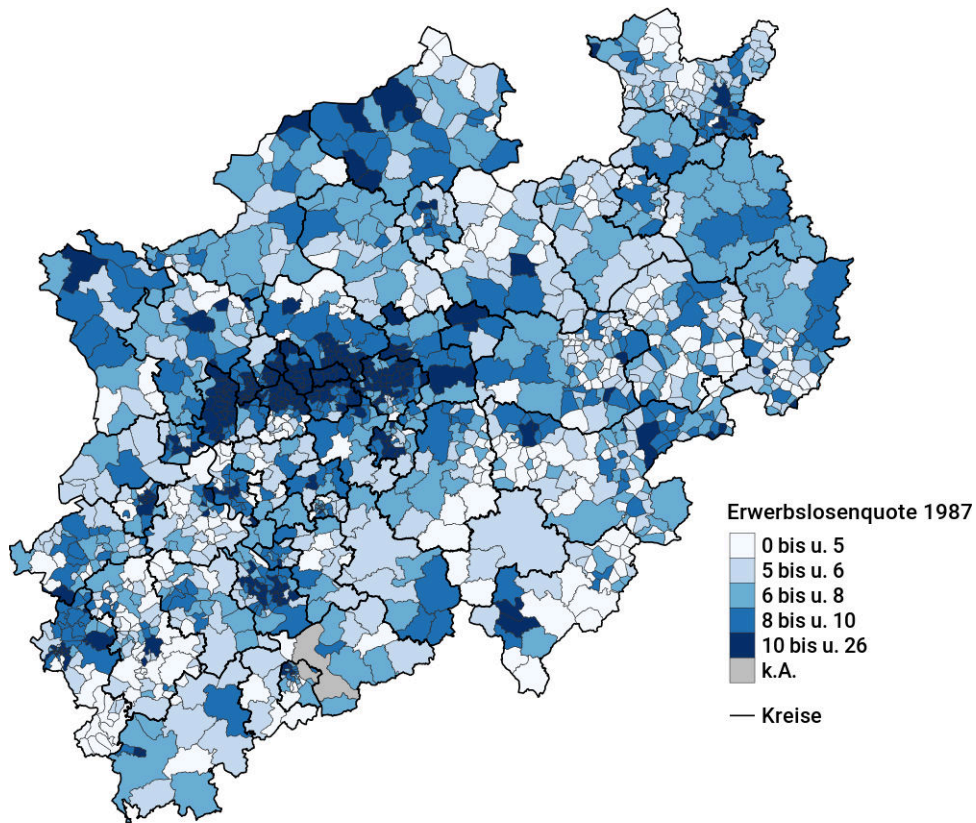 Erwerbslosenquote 1987
0 bis u. 5
5 bis u. 6
6 bis u. 8
8 bis u. 10
10 bis u. 26
k.A.
Kreise